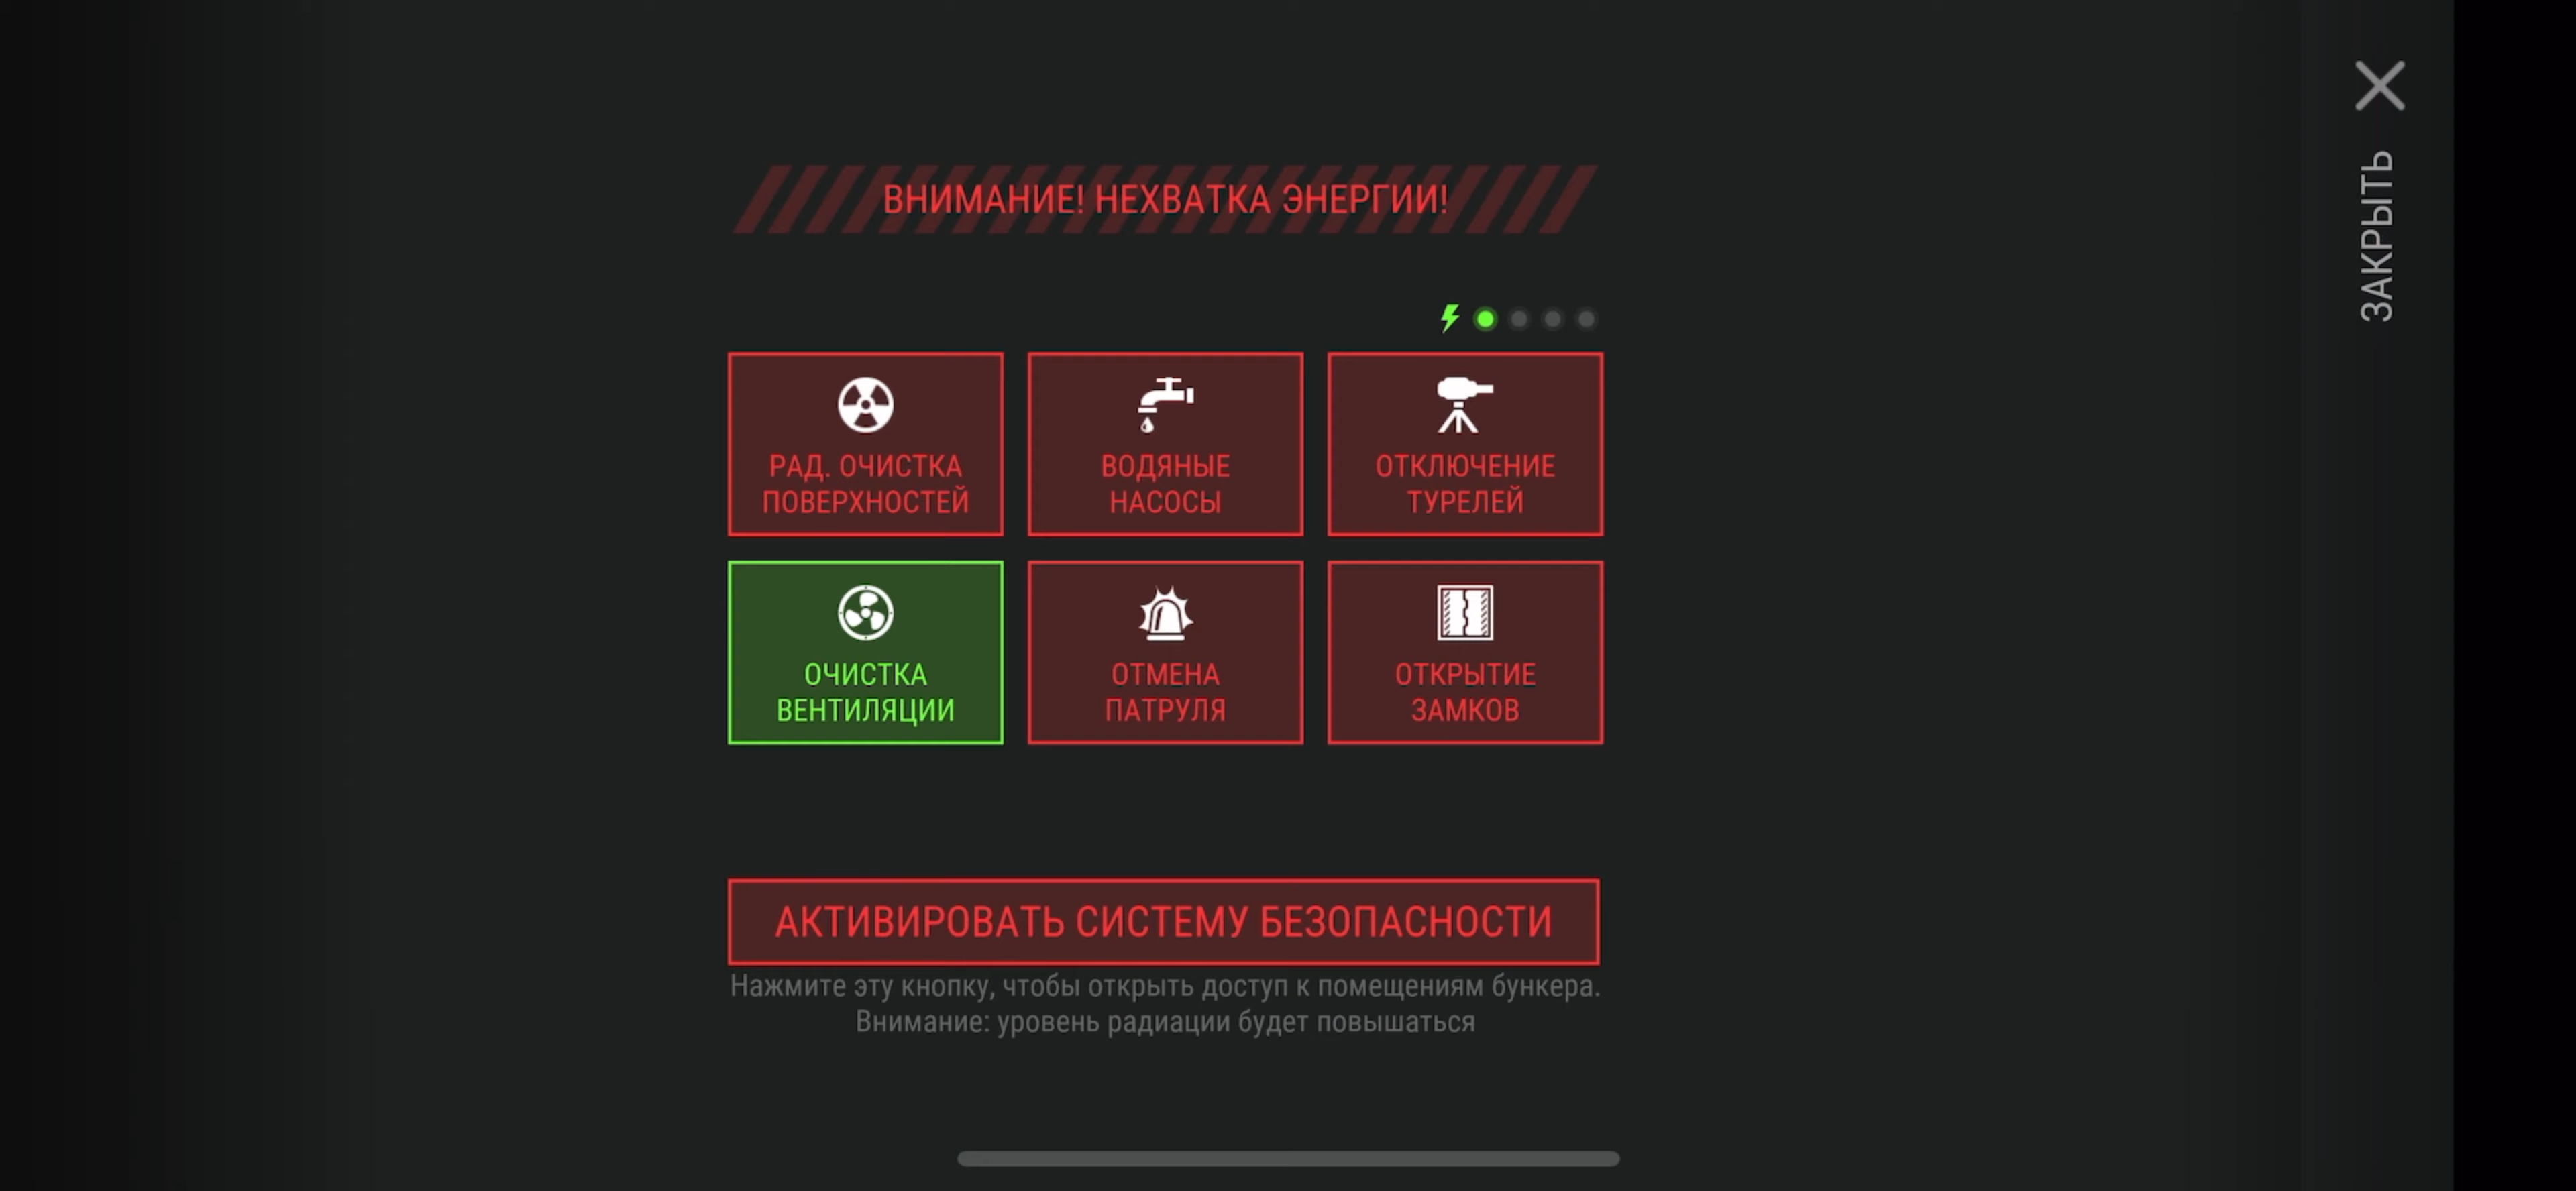 ВНИМАНИЕ! НЕХВАТКА ЭНЕРГИИ!
ЗАКРЫТЬ
РАД. ОЧИСТКА
ПОВЕРХНОСТЕЙ
ВОДЯНЫЕ
НАСОСЫ
ОТКЛЮЧЕНИЕ
ТУРЕЛЕЙ
ОЧИСТКА
ВЕНТИЛЯЦИИ
ОТМЕНА
ПАТРУЛЯ
ОТКРЫТИЕ
ЗАМКОВ
АКТИВИРОВАТЬ СИСТЕМУ БЕЗОПАСНОСТИ
Нажмите эту кнопку, чтобы открыть доступ к помещениям бункера.
Внимание: уровень радиации будет повышаться